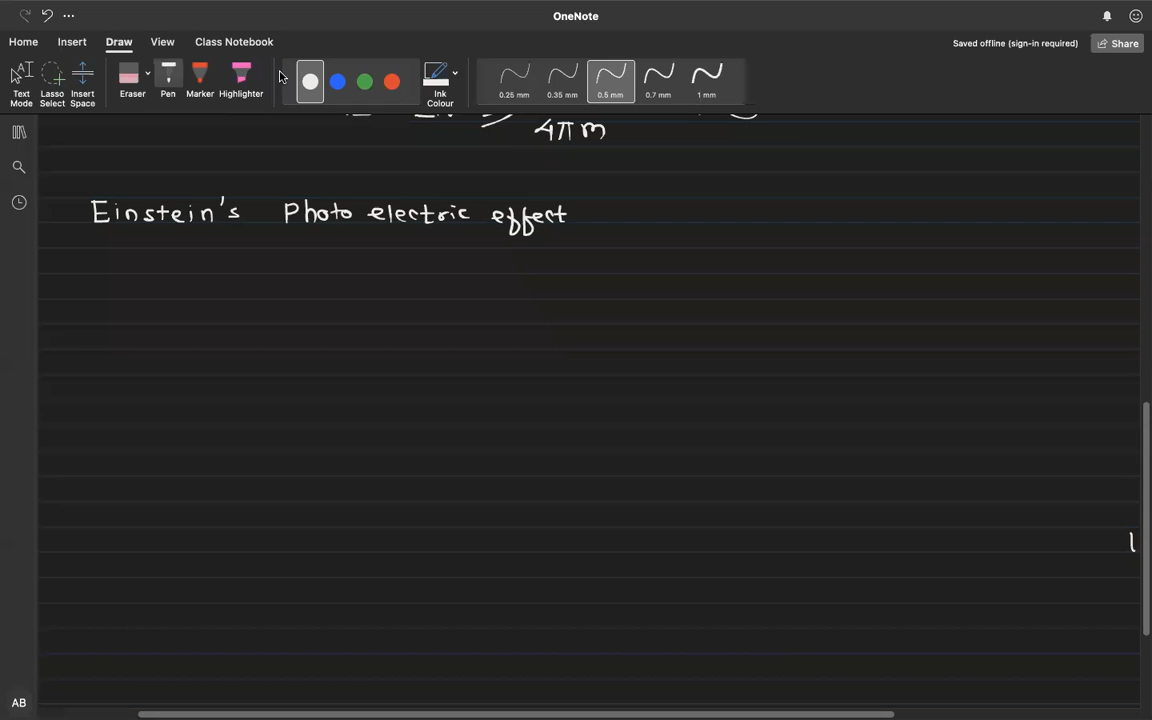 OneNote
Home Insert Draw View Class Notebook
Saved offline (sign-in required) Share
Text Mode
Lasso Select
Insert Space
Eraser
Pen
Marker
Highlighter
Ink Colour
0.25 mm 0.35 mm 0.5 mm 0.7 mm 1 mm
4πm
Einstein's Photo electric effect
AB